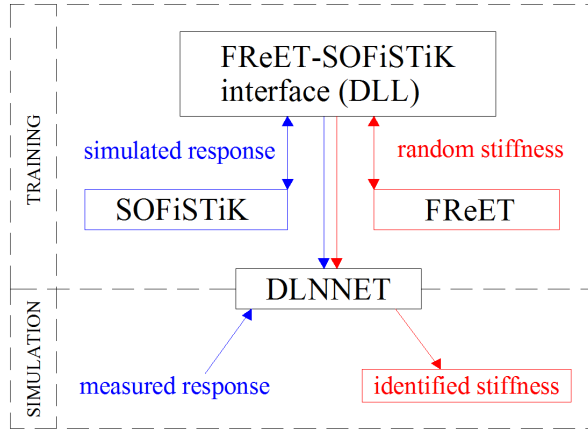 FReET-SOFiSTiK
interface (DLL)
TRAINING
simulated response
random stiffness
SOFiSTiK
FReET
DLNNET
SIMULATION
measured response
identified stiffness